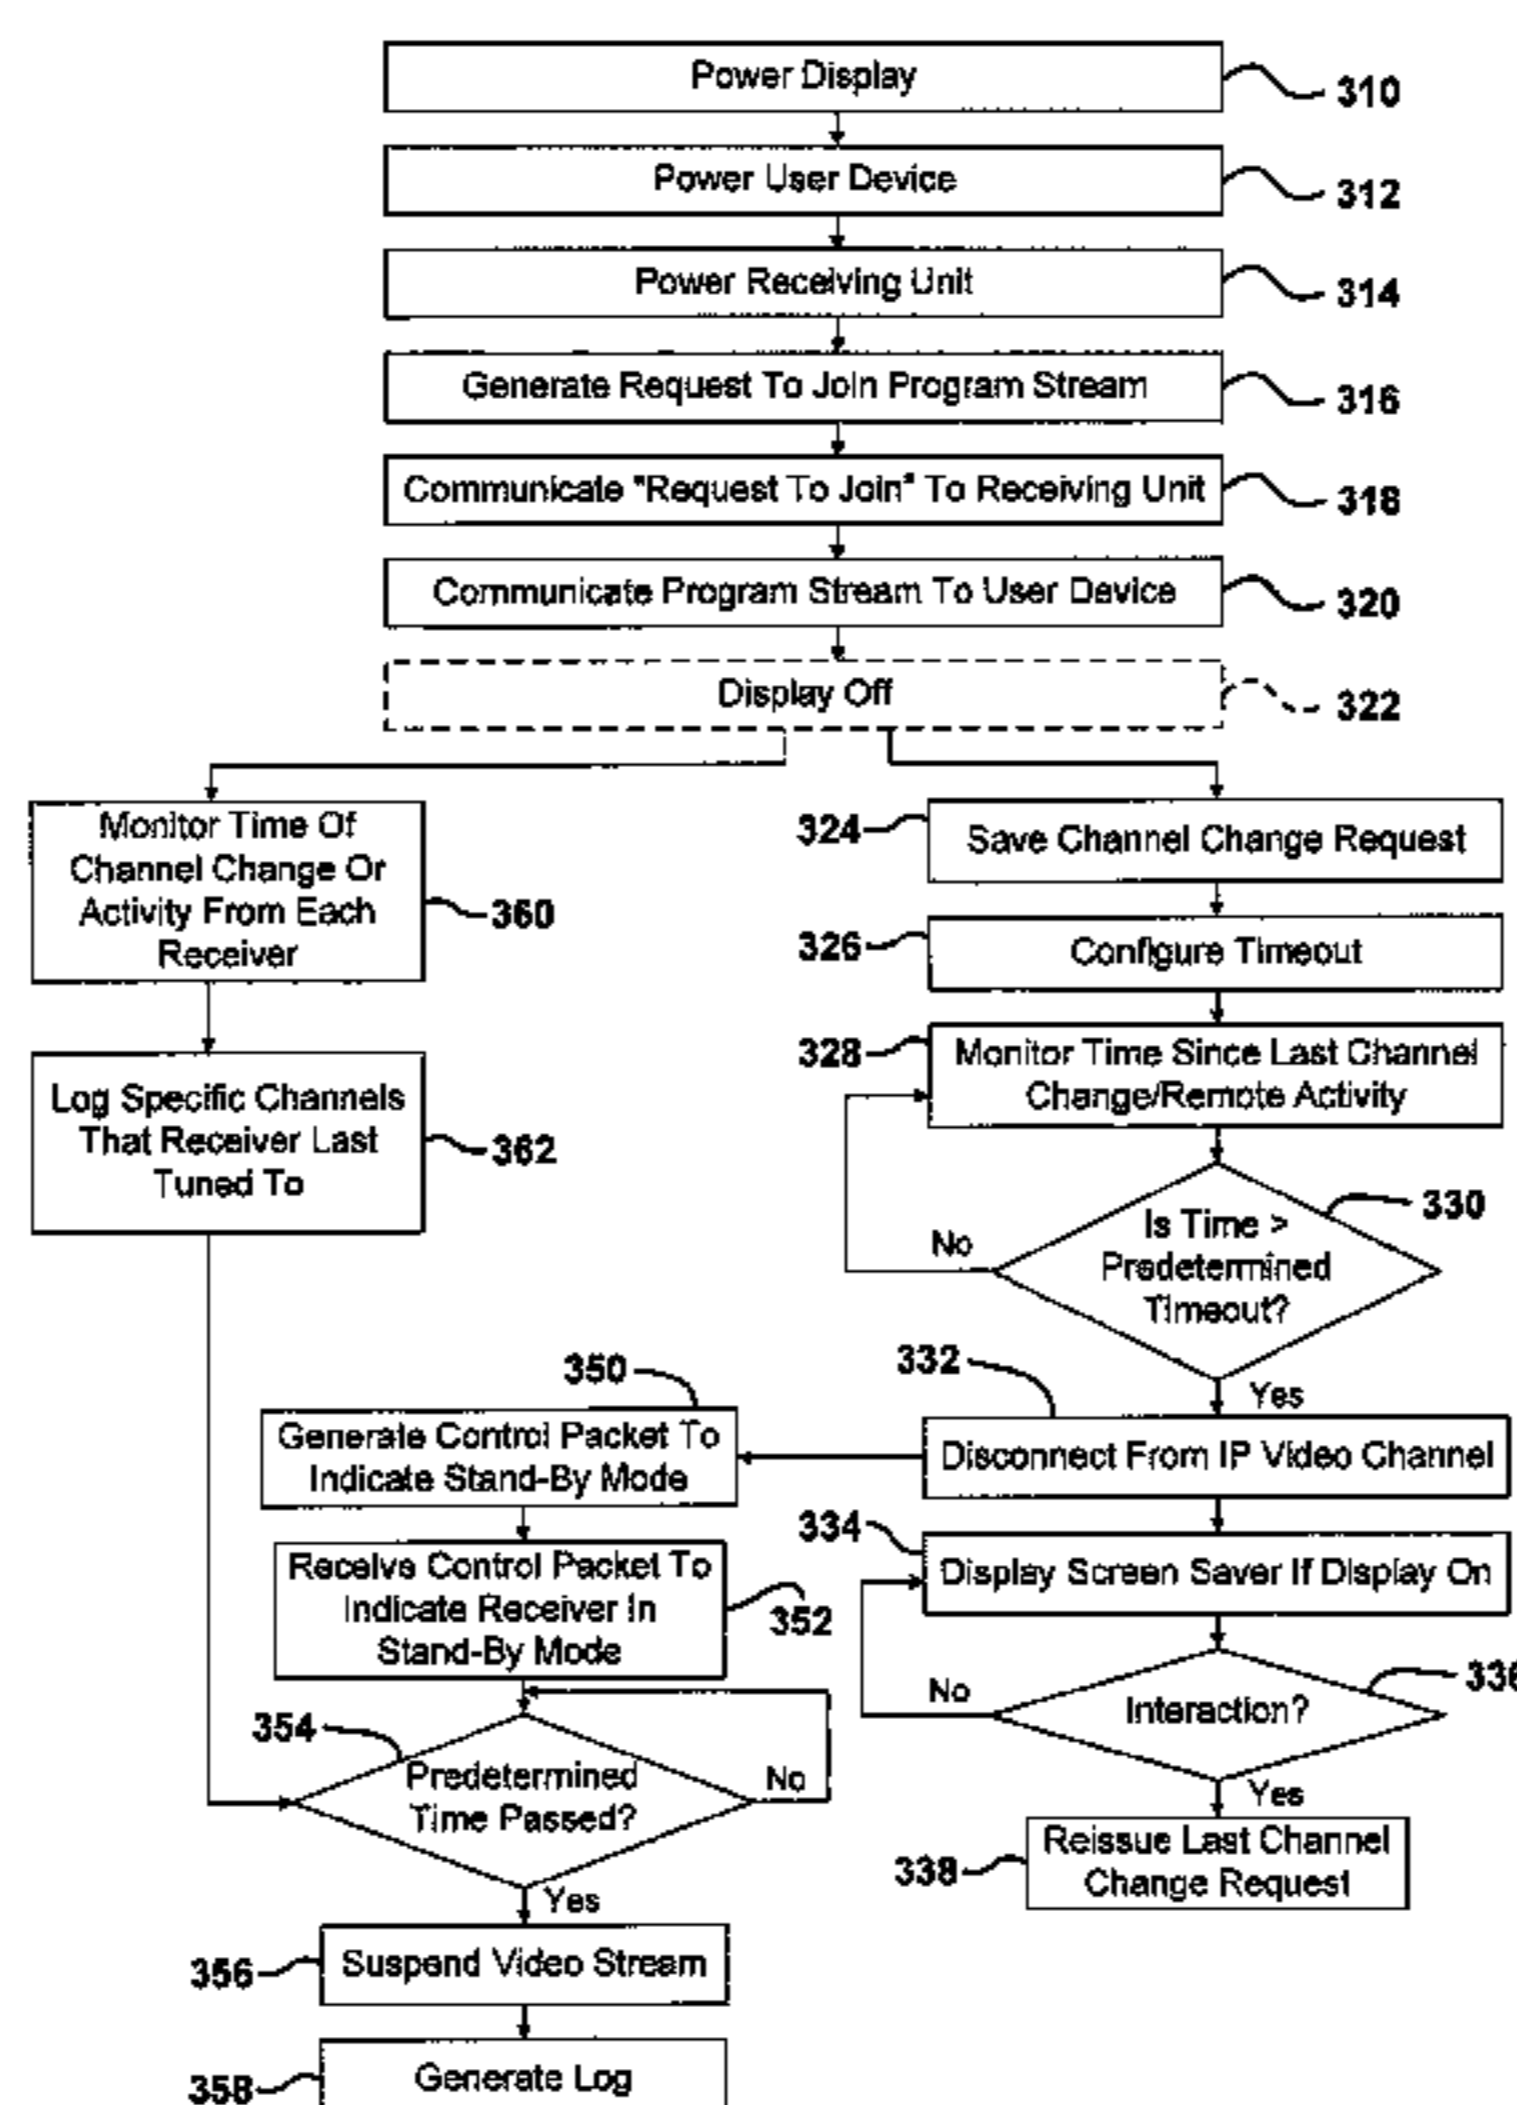 Power Display
310
Power User Device
312
Power Receiving Unit
314
Generate Request To Join Program Stream
316
Communicate "Request To Join" To Receiving Unit
318
Communicate Program Stream To User Device
320
Display Off
322
Monitor Time Of
Channel Change Or
Activity From Each
Receiver
360
Log Specific Channels
That Receiver Last
Tuned To
362
324
Save Channel Change Request
326
Configure Timeout
328
Monitor Time Since Last Channel
Change/Remote Activity
330
Is Time >
Predetermined
Timeout?
No
Yes
332
Disconnect From IP Video Channel
350
Generate Control Packet To
Indicate Stand-By Mode
334
Display Screen Saver If Display On
Receive Control Packet To
Indicate Receiver In
Stand-By Mode
352
336
Interaction?
No
Yes
338
Reissue Last Channel
Change Request
354
Predetermined
Time Passed?
No
Yes
356
Suspend Video Stream
358
Generate Log